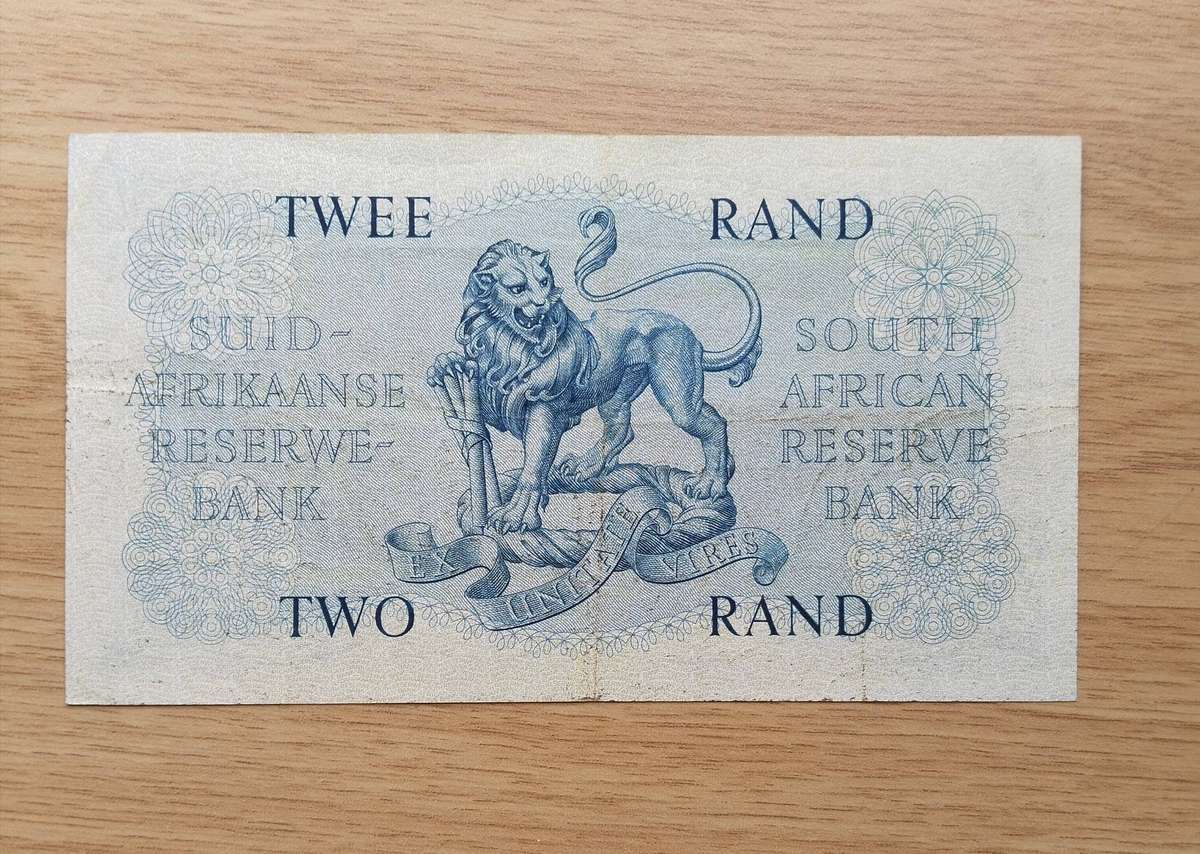 TWEE RAND
SUID-
AFRIKAANSE
RESERWE-
BANK
SOUTH
AFRICAN
RESERVE
BANK
EX UNITATE VIRES
TWO RAND